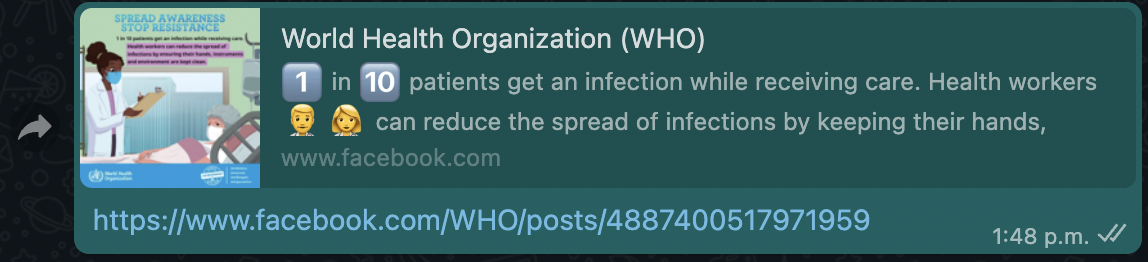 SPREAD AWARENESS
STOP RESISTANCE
1 in 10 patients get an infection while receiving care.
Health workers can reduce the spread of
infections by ensuring their hands, instruments
and environment are kept clean.
World Health
Organization
World Health Organization (WHO)
1️⃣ in 🔟 patients get an infection while receiving care. Health workers
👨‍⚕️ 👩‍⚕️ can reduce the spread of infections by keeping their hands,
www.facebook.com
https://www.facebook.com/WHO/posts/4887400517971959
1:48 p.m.